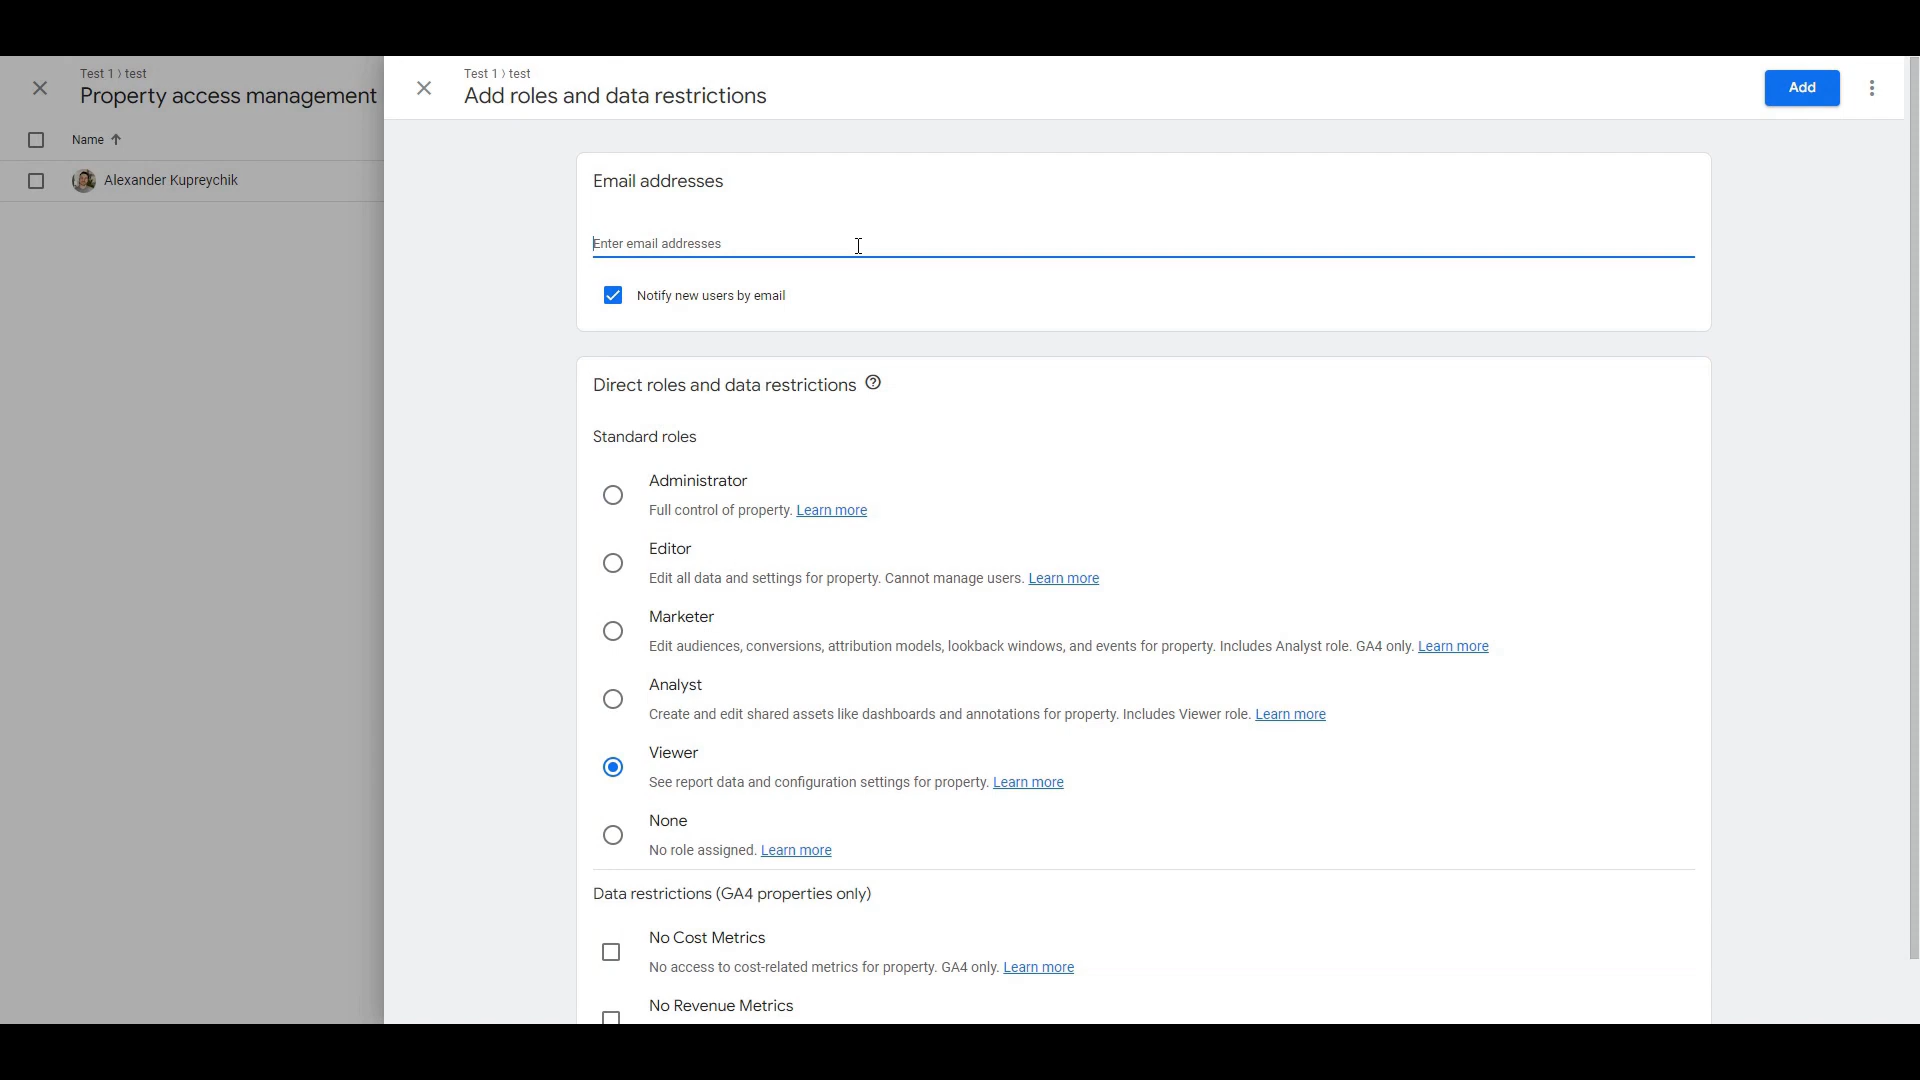 Test 1 › test
Property access management
Name
Alexander Kupreychik
Test 1 › test
Add roles and data restrictions
Add
Email addresses
Enter email addresses
Notify new users by email
Direct roles and data restrictions
Standard roles
Administrator
Full control of property. Learn more
Editor
Edit all data and settings for property. Cannot manage users. Learn more
Marketer
Edit audiences, conversions, attribution models, lookback windows, and events for property. Includes Analyst role. GA4 only. Learn more
Analyst
Create and edit shared assets like dashboards and annotations for property. Includes Viewer role. Learn more
Viewer
See report data and configuration settings for property. Learn more
None
No role assigned. Learn more
Data restrictions (GA4 properties only)
No Cost Metrics
No access to cost-related metrics for property. GA4 only. Learn more
No Revenue Metrics